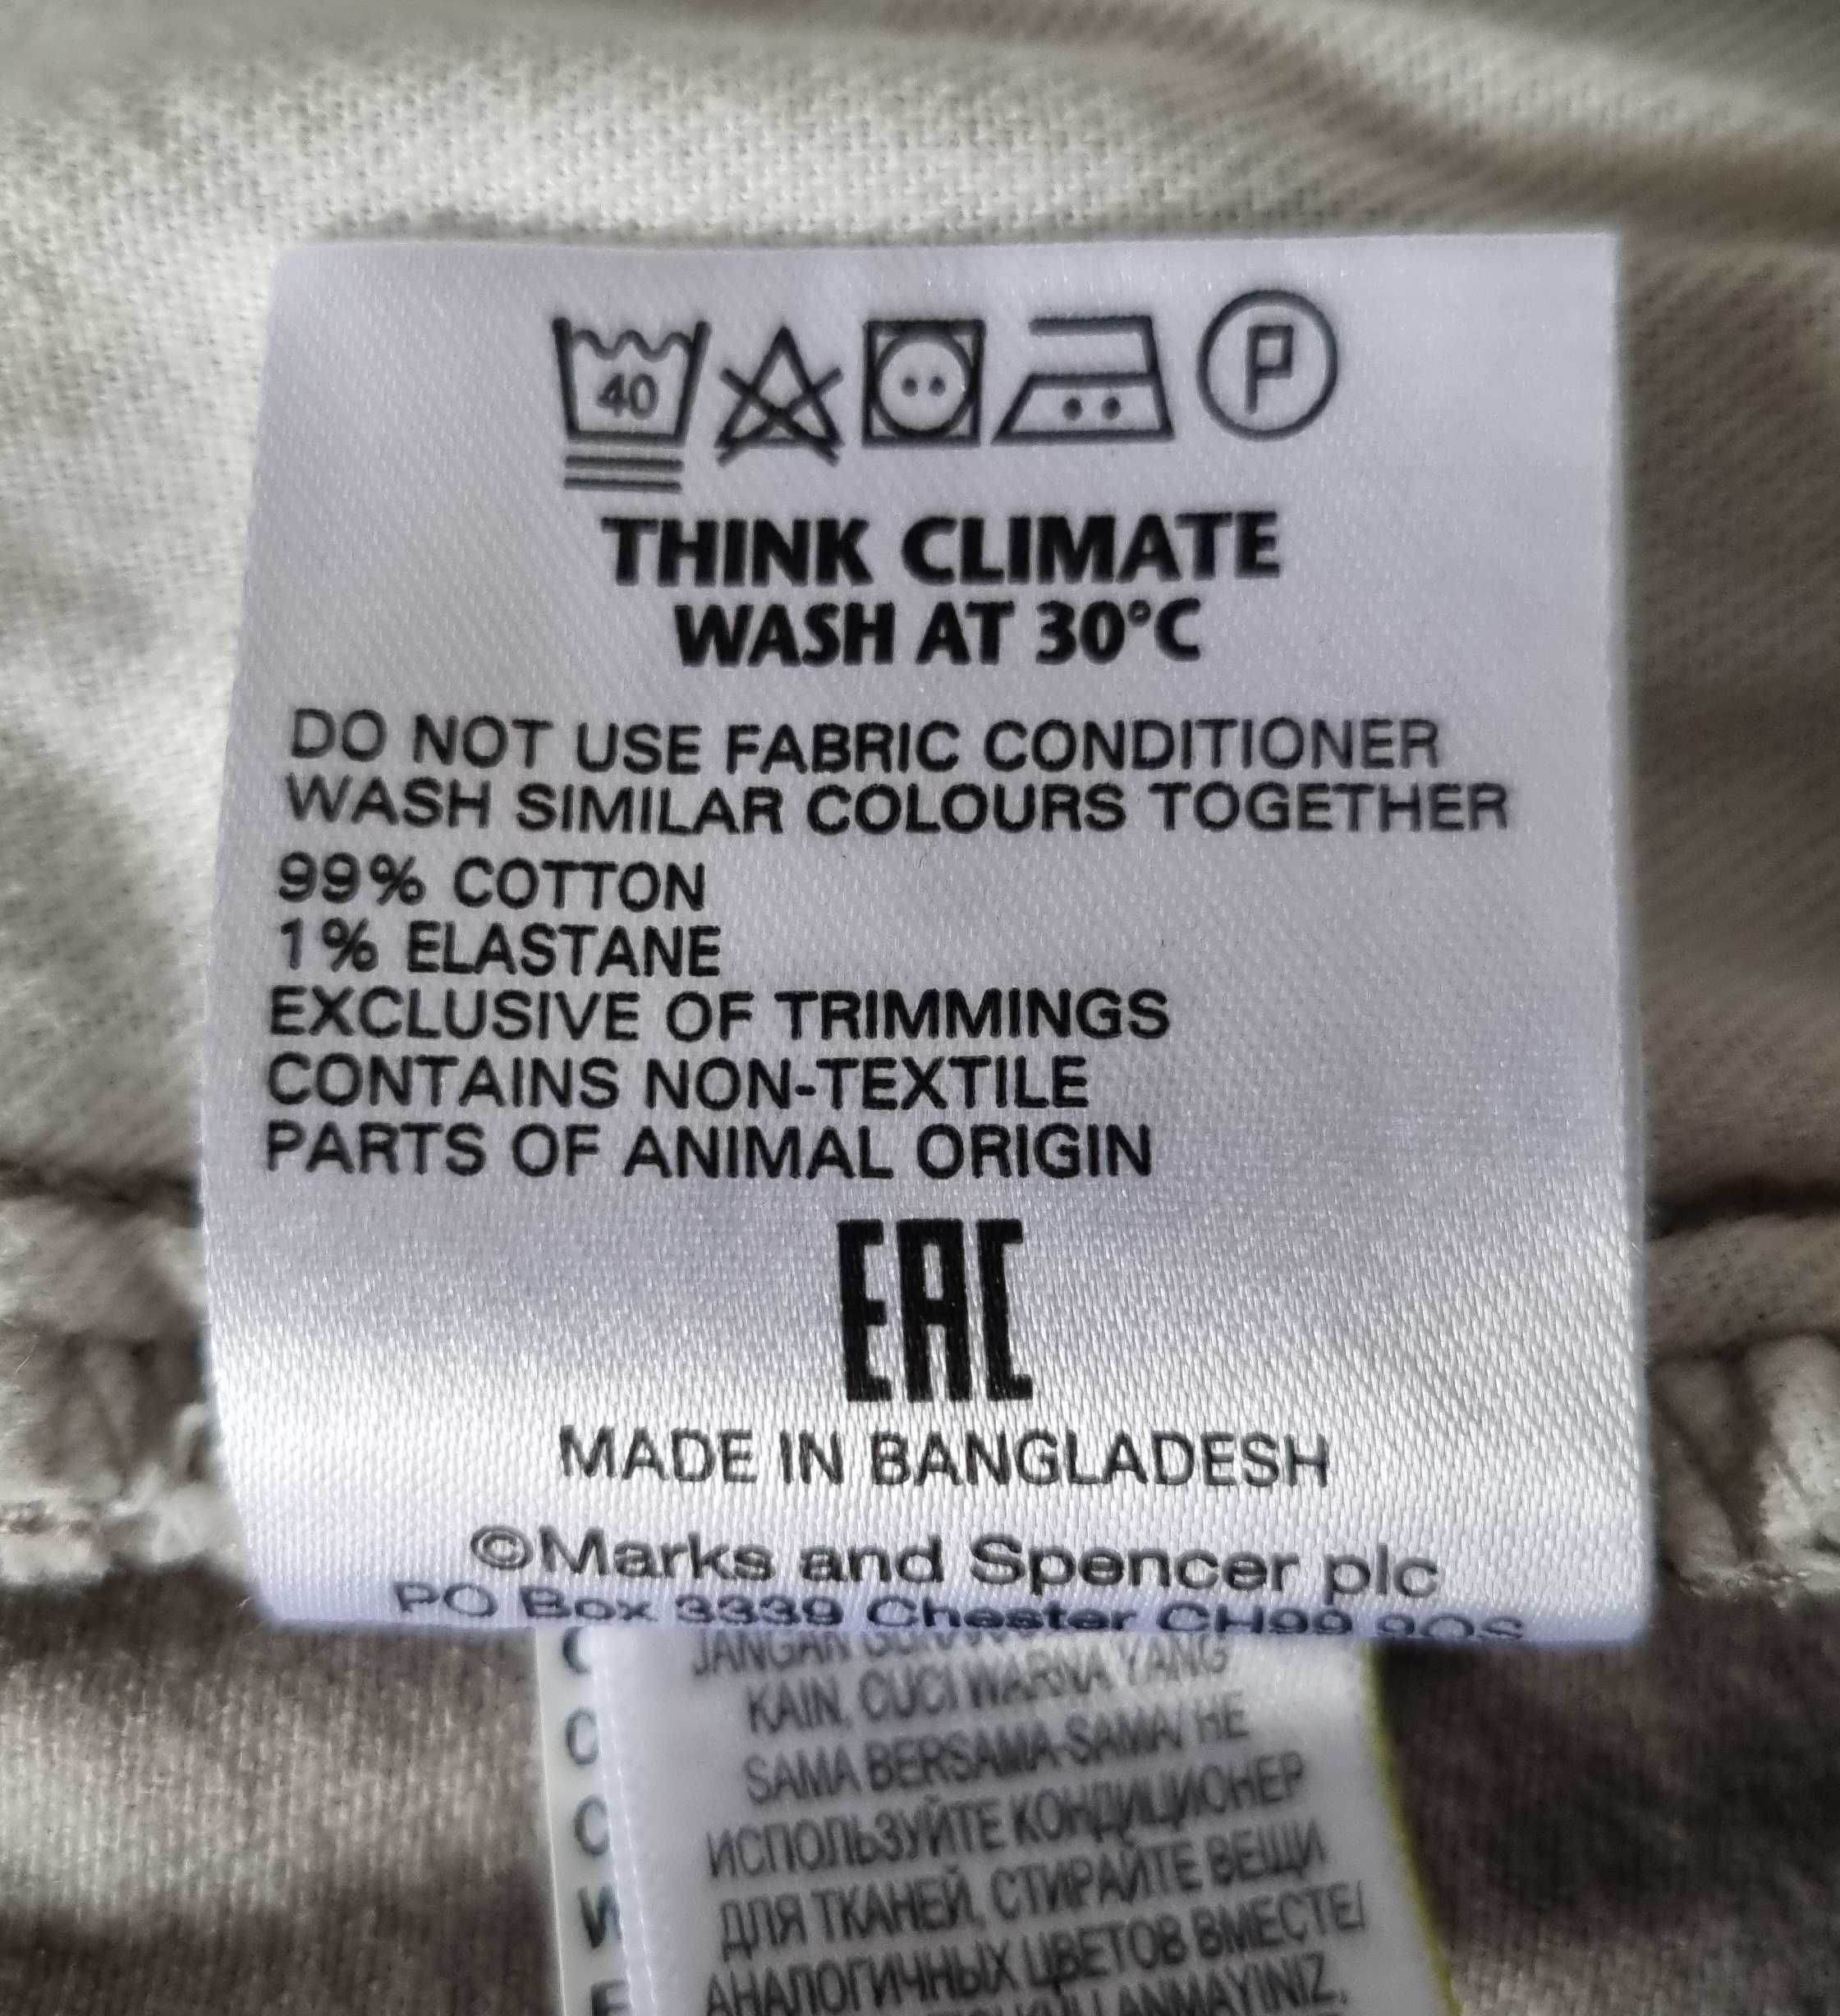 40
P
THINK CLIMATE
WASH AT 30°C
DO NOT USE FABRIC CONDITIONER
WASH SIMILAR COLOURS TOGETHER
99% COTTON
1% ELASTANE
EXCLUSIVE OF TRIMMINGS
CONTAINS NON-TEXTILE
PARTS OF ANIMAL ORIGIN
EAC
MADE IN BANGLADESH
©Marks and Spencer plc
PO Box 3339 Chester CH99 9QS
JANGAN
KAIN. CUCI WARNA YANG
SAMA BERSAMA-SAMA/ НЕ
ИСПОЛЬЗУЙТЕ КОНДИЦИОНЕР
ДЛЯ ТКАНЕЙ. СТИРАЙТЕ ВЕЩИ
АНАЛОГИЧНЫХ ЦВЕТОВ ВМЕСТЕ/